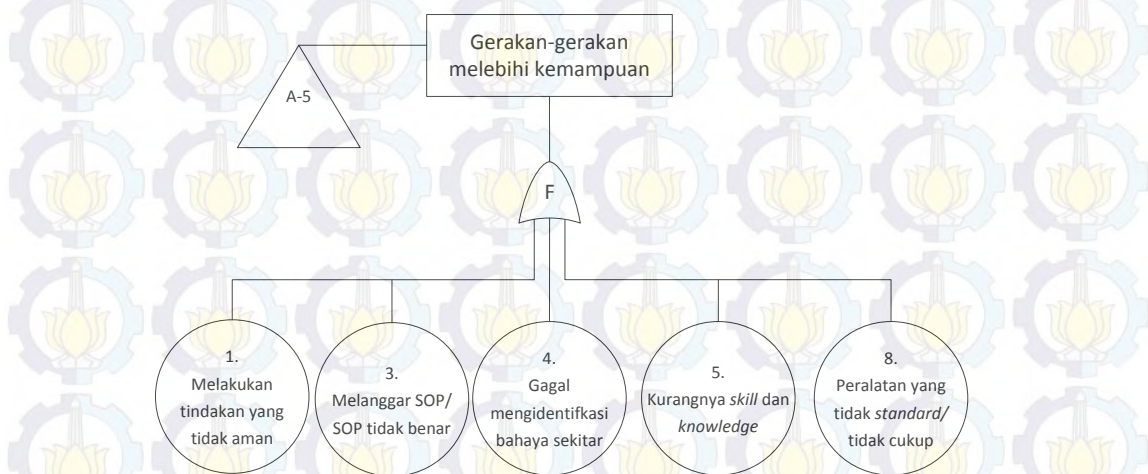 Gerakan-gerakan
melebihi kemampuan
A-5
F
1.
Melakukan
tindakan yang
tidak aman
3.
Melanggar SOP/
SOP tidak benar
4.
Gagal
mengidentifkasi
bahaya sekitar
5.
Kurangnya skill dan
knowledge
8.
Peralatan yang
tidak standard/
tidak cukup